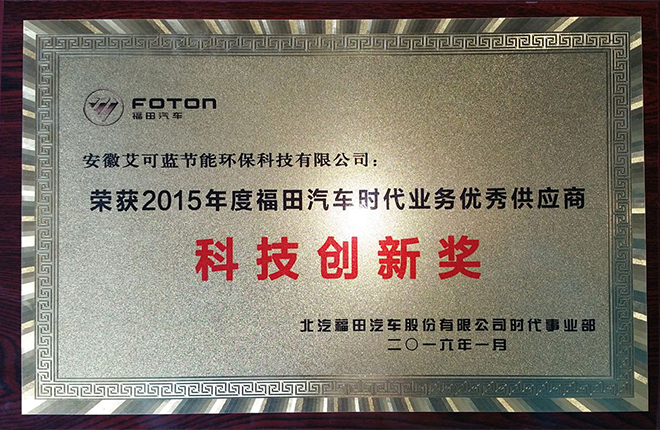 FOTON
福田汽车
安徽艾可蓝节能环保科技有限公司：
荣获2015年度福田汽车时代业务优秀供应商
科技创新奖
北汽福田汽车股份有限公司时代事业部
二〇一六年一月